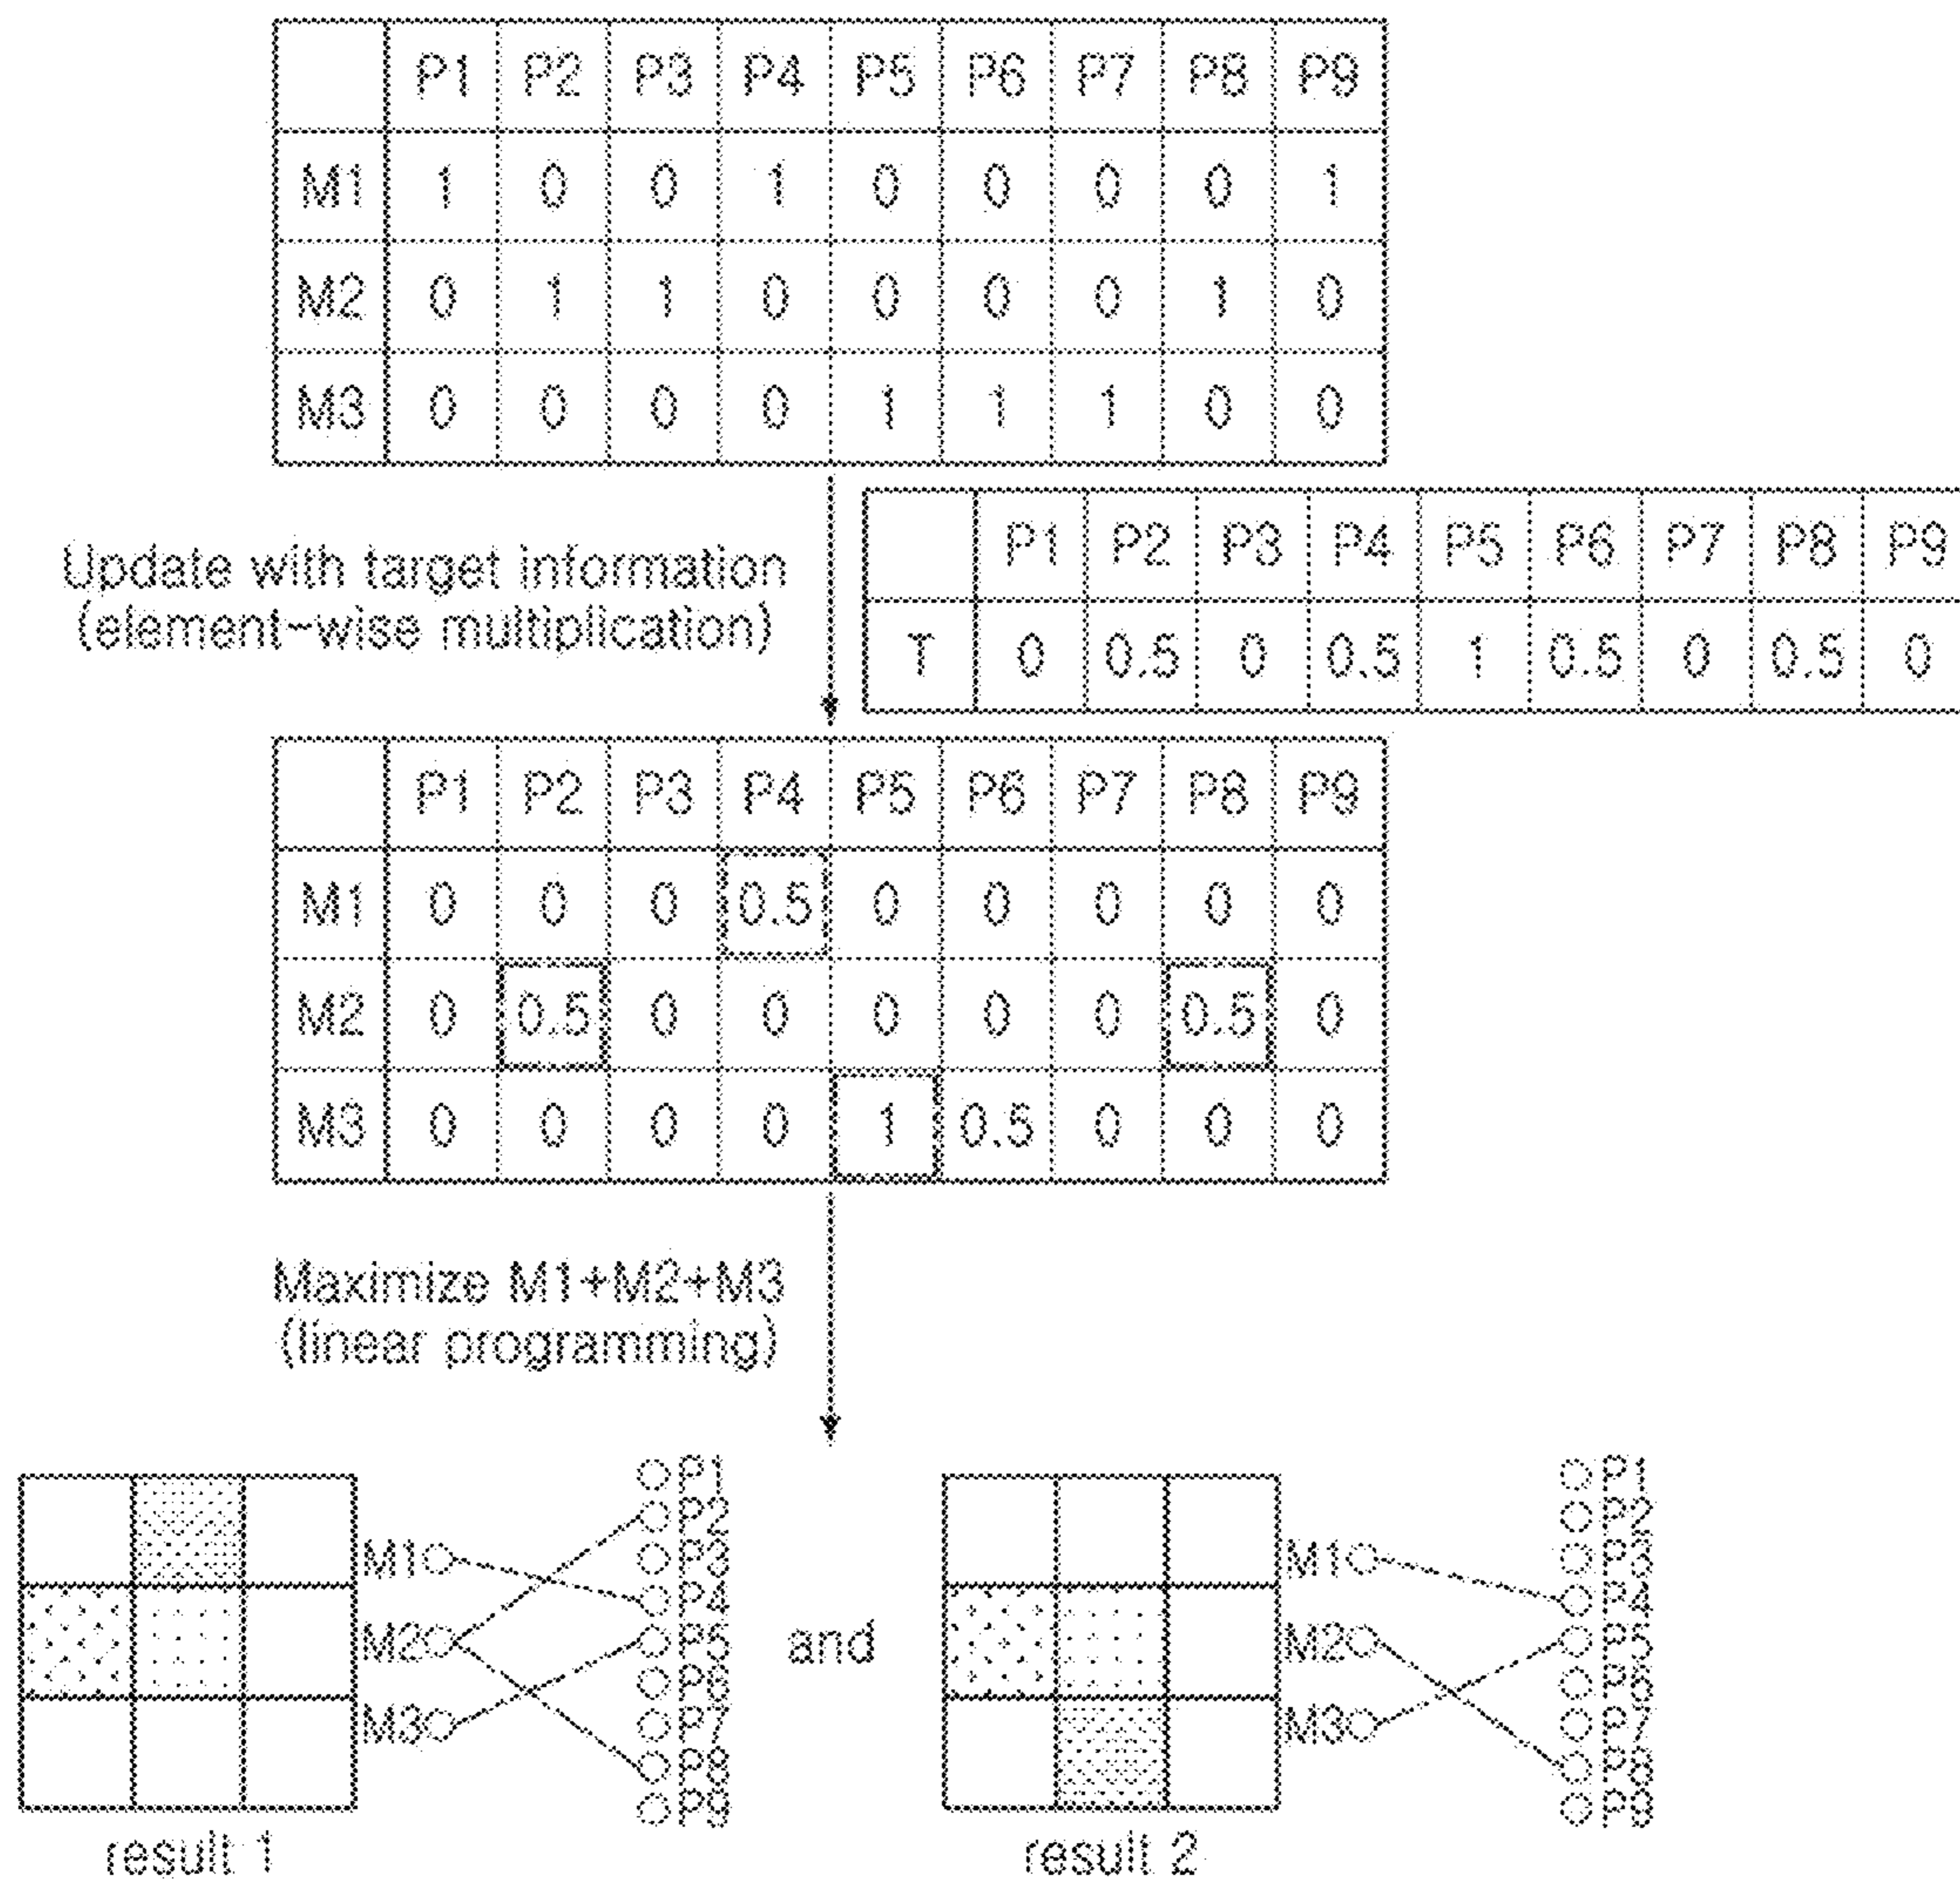 P1 P2 P3 P4 P5 P6 P7 P8 P9
M1 1 0 0 1 0 0 0 0 1
M2 0 1 1 0 0 0 0 1 0
M3 0 0 0 0 1 1 1 0 0
Update with target information
(element-wise multiplication)
P1 P2 P3 P4 P5 P6 P7 P8 P9
T 0 0.5 0 0.5 1 0.5 0 0.5 0
P1 P2 P3 P4 P5 P6 P7 P8 P9
M1 0 0 0 0.5 0 0 0 0 0
M2 0 0.5 0 0 0 0 0 0.5 0
M3 0 0 0 0 1 0.5 0 0 0
Maximize M1+M2+M3
(linear programming)
M1
M2
M3
P1
P2
P3
P4
P5
P6
P7
P8
P9
result 1
and
M1
M2
M3
P1
P2
P3
P4
P5
P6
P7
P8
P9
result 2